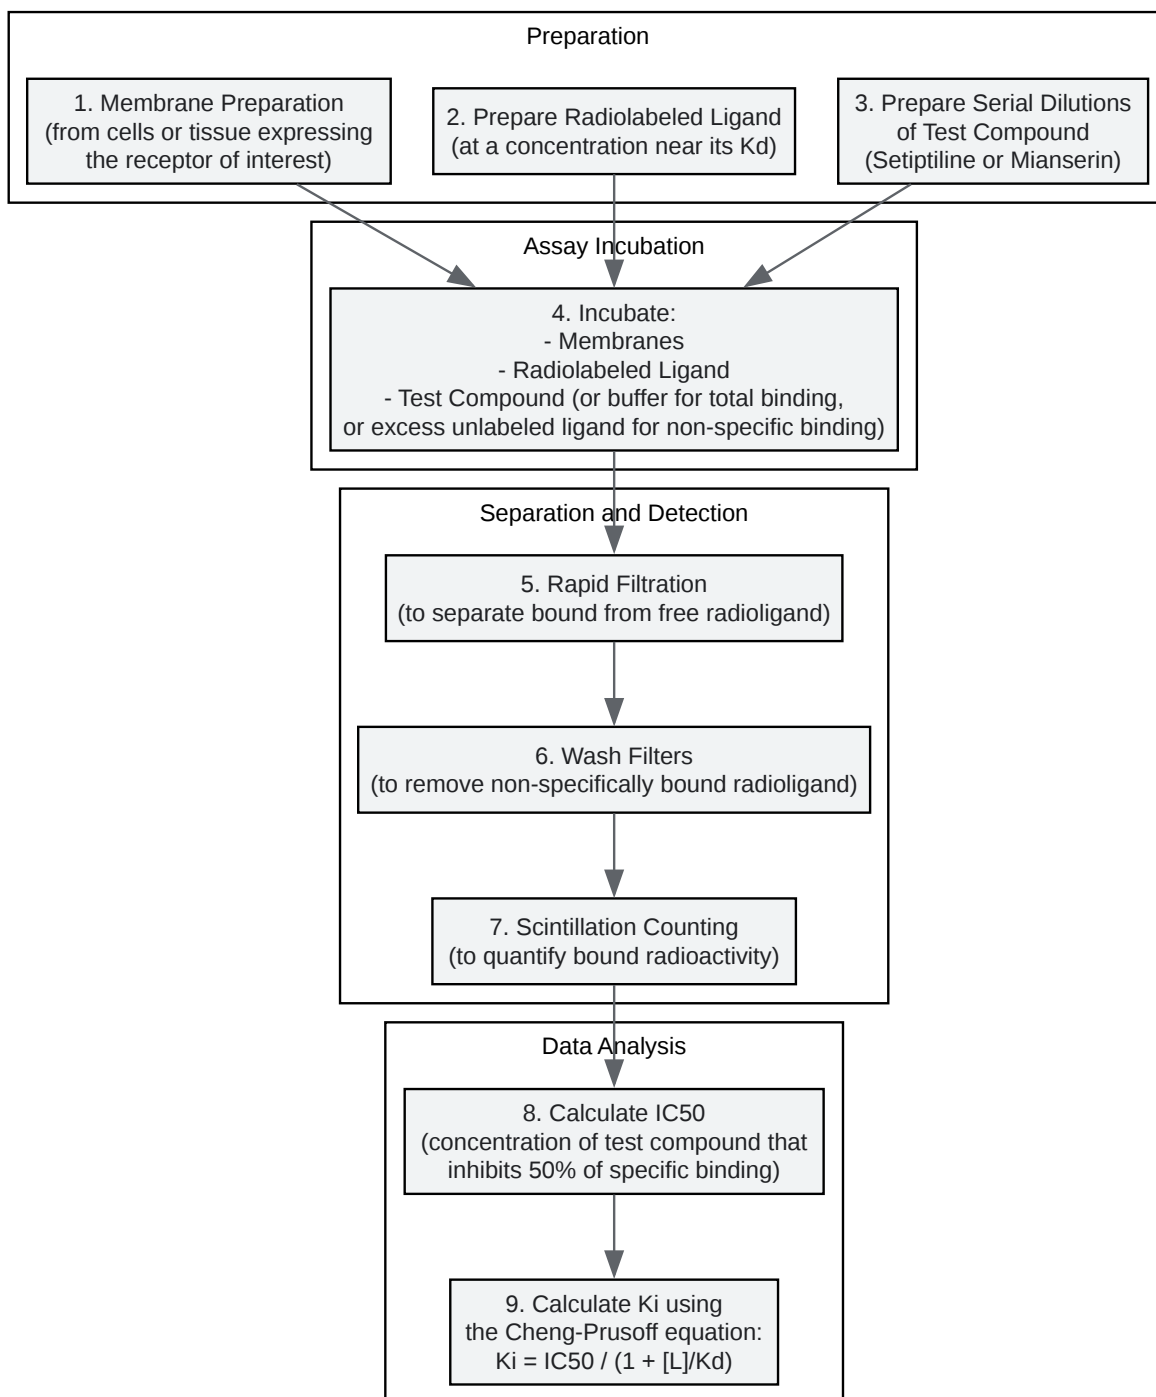 Preparation
1. Membrane Preparation
(from cells or tissue expressing
the receptor of interest)
2. Prepare Radiolabeled Ligand
(at a concentration near its Kd)
3. Prepare Serial Dilutions
of Test Compound
(Setiptiline or Mianserin)
Assay Incubation
4. Incubate:
- Membranes
- Radiolabeled Ligand
- Test Compound (or buffer for total binding,
or excess unlabeled ligand for non-specific binding)
Separation and Detection
5. Rapid Filtration
(to separate bound from free radioligand)
6. Wash Filters
(to remove non-specifically bound radioligand)
7. Scintillation Counting
(to quantify bound radioactivity)
Data Analysis
8. Calculate IC50
(concentration of test compound that
inhibits 50% of specific binding)
9. Calculate Ki using
the Cheng-Prusoff equation:
Ki = IC50 / (1 + [L]/Kd)